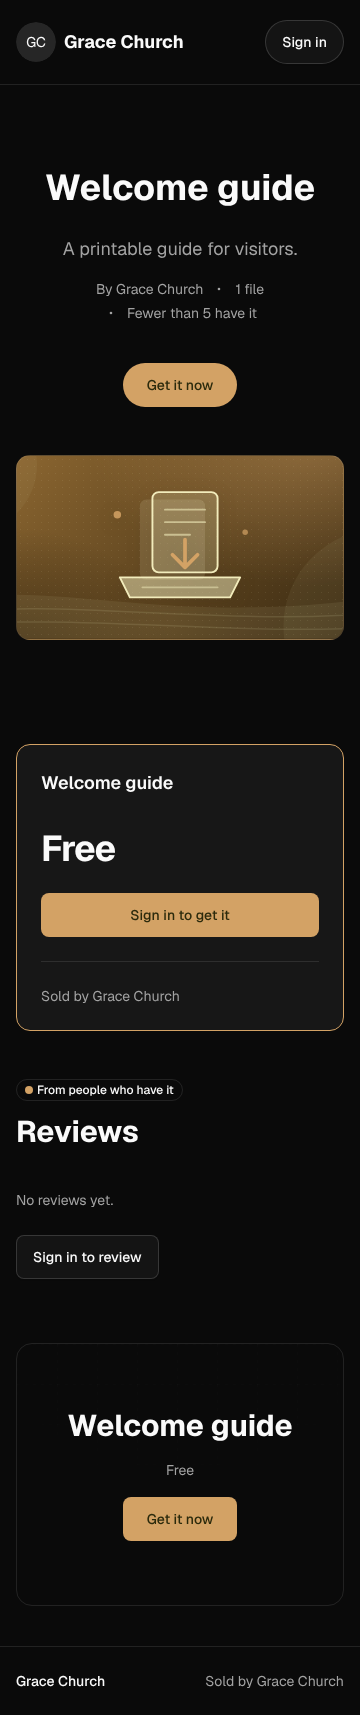 GC Grace Church Sign in
Welcome guide
A printable guide for visitors.
By Grace Church • 1 file
• Fewer than 5 have it
Get it now
Welcome guide
Free
Sign in to get it
Sold by Grace Church
From people who have it
Reviews
No reviews yet.
Sign in to review
Welcome guide
Free
Get it now
Grace Church Sold by Grace Church